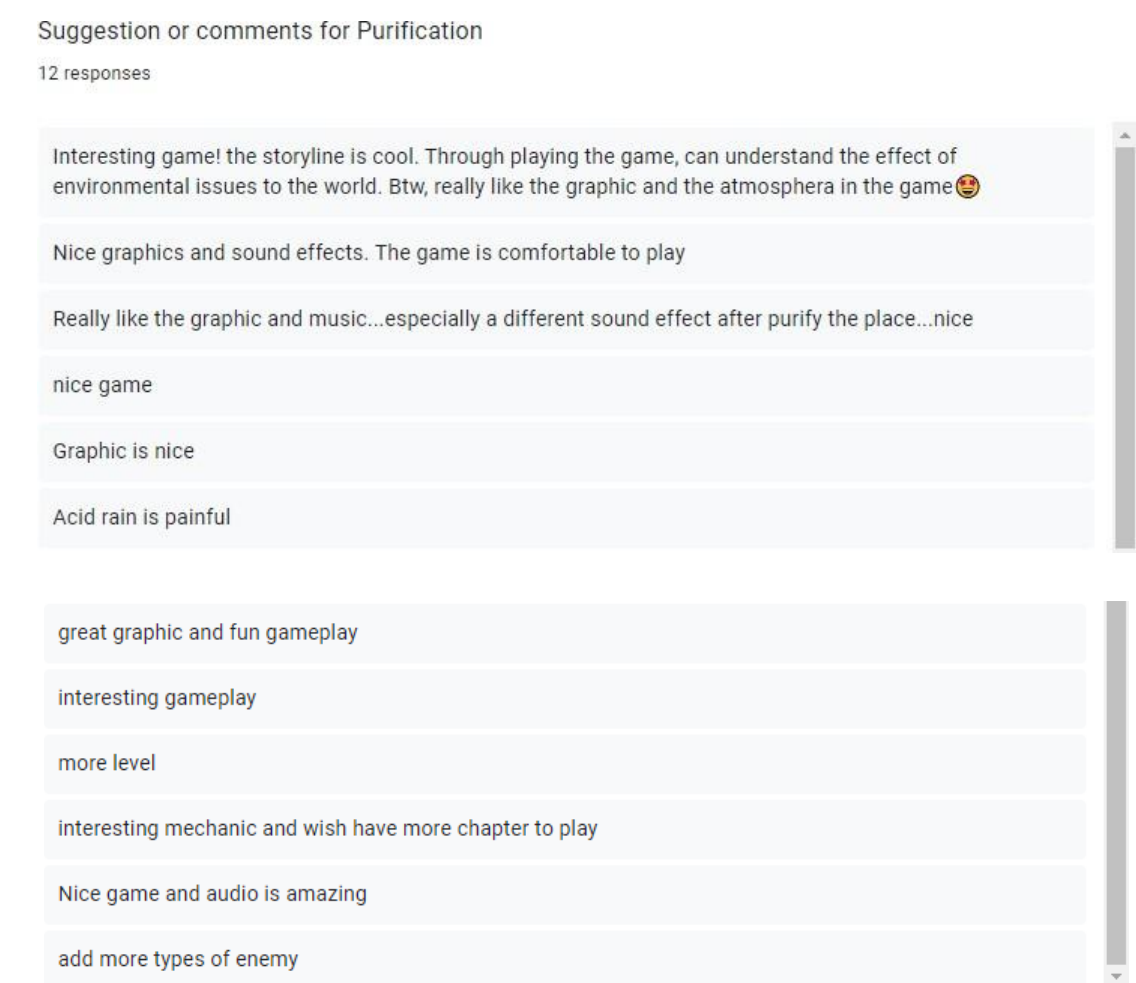 Suggestion or comments for Purification
12 responses
Interesting game! the storyline is cool. Through playing the game, can understand the effect of
environmental issues to the world. Btw, really like the graphic and the atmosphera in the game🤩
Nice graphics and sound effects. The game is comfortable to play
Really like the graphic and music...especially a different sound effect after purify the place...nice
nice game
Graphic is nice
Acid rain is painful
great graphic and fun gameplay
interesting gameplay
more level
interesting mechanic and wish have more chapter to play
Nice game and audio is amazing
add more types of enemy